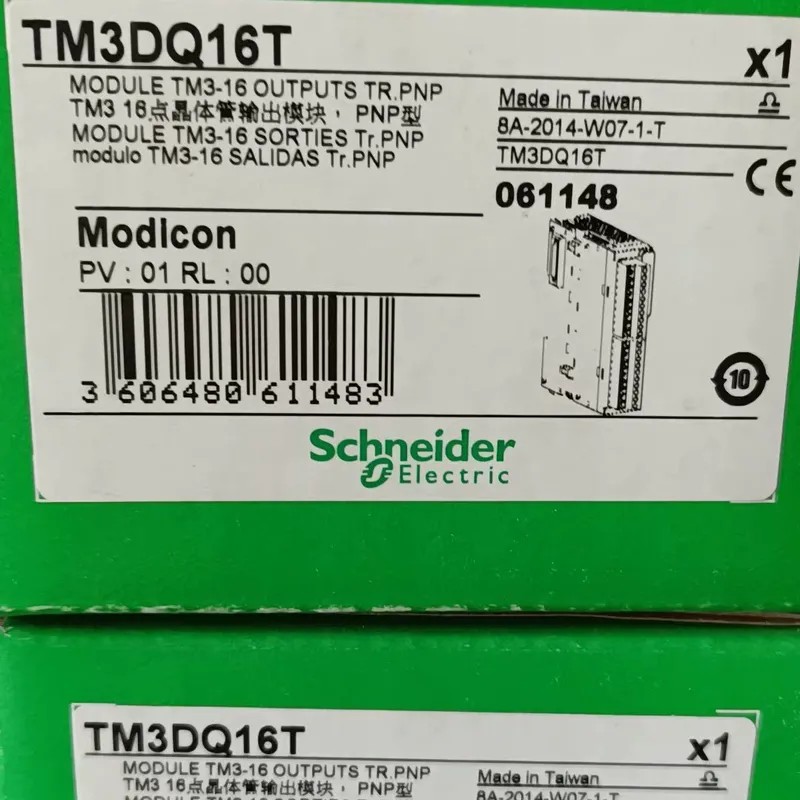 TM3DQ16T
x1
MODULE TM3-16 OUTPUTS TR.PNP
TM3 16点晶体管输出模块， PNP型
MODULE TM3-16 SORTIES Tr.PNP
modulo TM3-16 SALIDAS Tr.PNP
Made in Taiwan
8A-2014-W07-1-T
TM3DQ16T
CE
061148
Modicon
PV : 01 RL : 00
3 606480 611483
10
Schneider
Electric
TM3DQ16T
x1
MODULE TM3-16 OUTPUTS TR.PNP
TM3 16点晶体管输出模块， PNP型
Made in Taiwan
8A-2014-W07-1-T